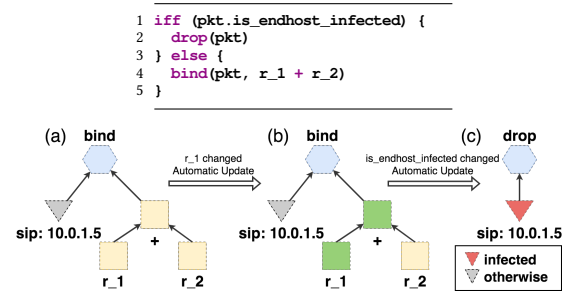 1 iff (pkt.is_endhost_infected) {
2   drop(pkt)
3 } else {
4   bind(pkt, r_1 + r_2)
5 }
(a) bind
r_1 changed
Automatic Update
(b) bind
is_endhost_infected changed
Automatic Update
(c) drop
sip: 10.0.1.5
+
r_1
r_2
sip: 10.0.1.5
+
r_1
r_2
sip: 10.0.1.5
infected
otherwise